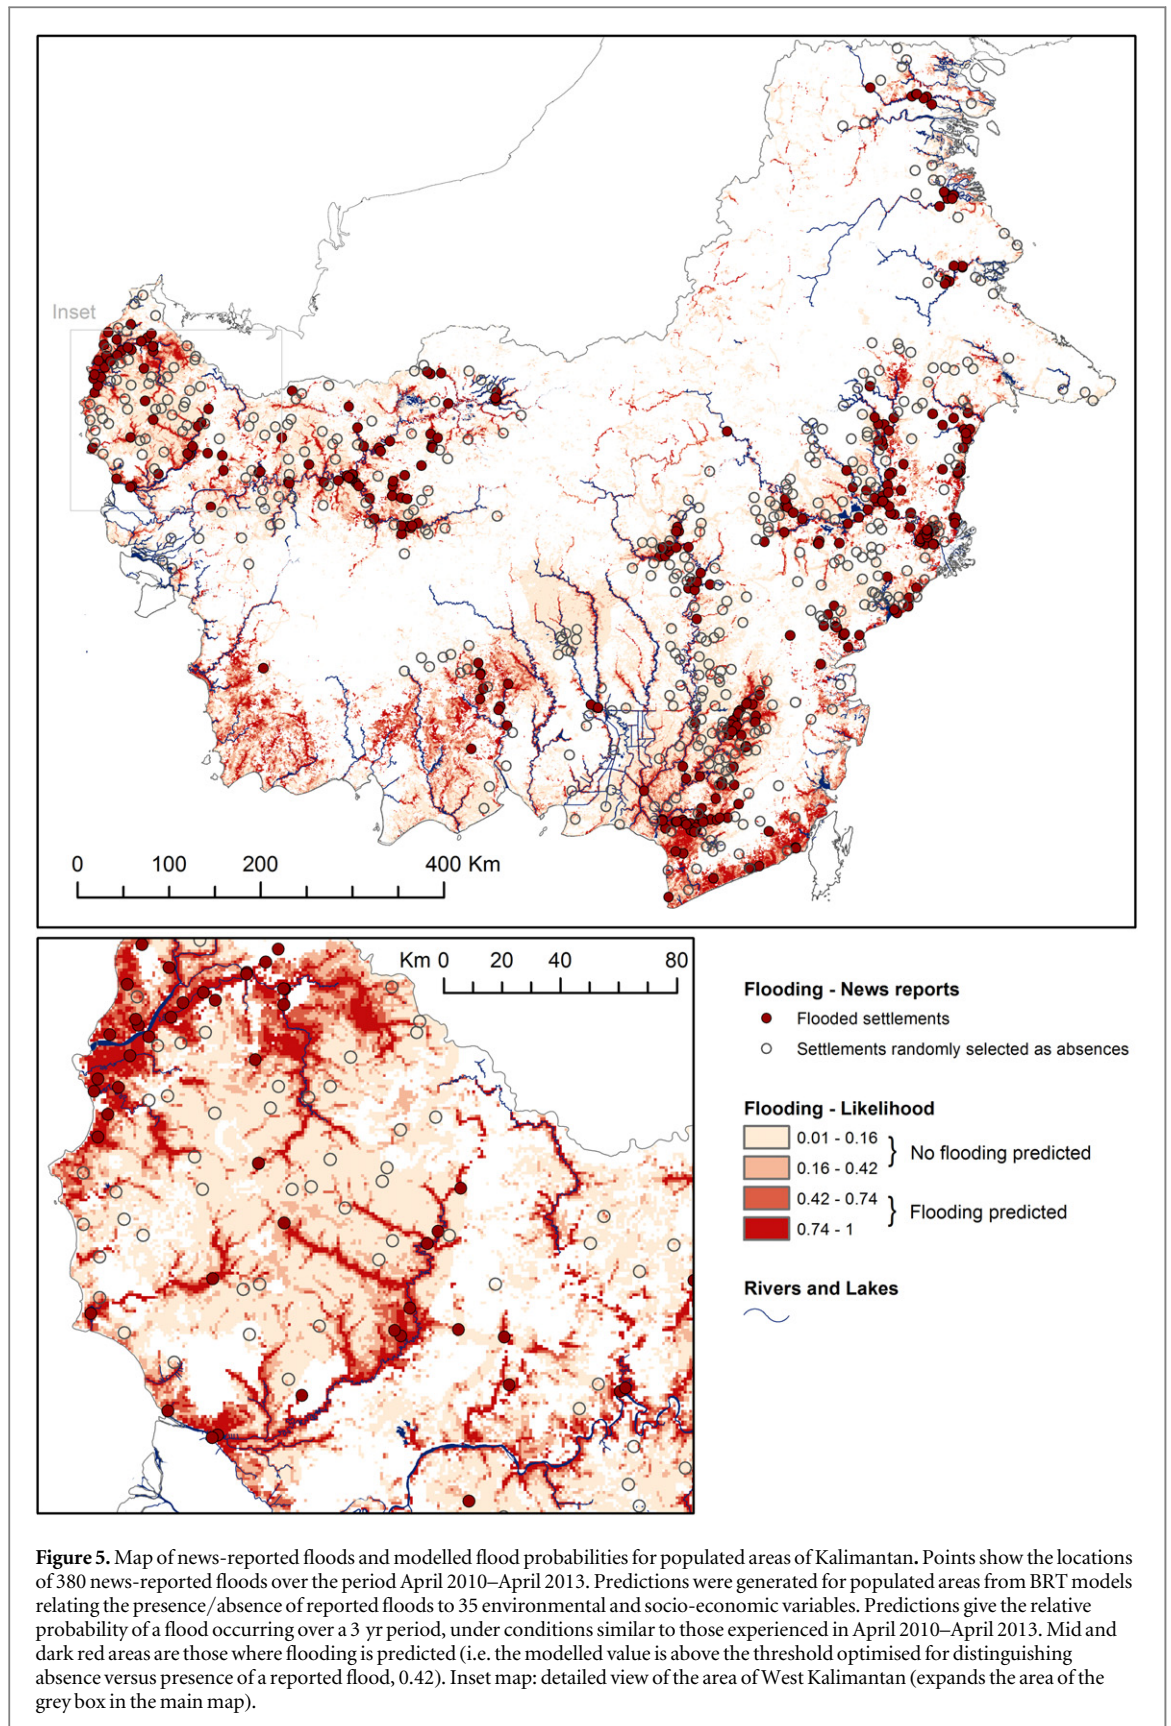 Inset
0 100 200 400 Km
Km 0 20 40 80
Flooding - News reports
Flooded settlements
Settlements randomly selected as absences
Flooding - Likelihood
0.01 - 0.16
0.16 - 0.42
} No flooding predicted
0.42 - 0.74
0.74 - 1
} Flooding predicted
Rivers and Lakes
Figure 5. Map of news-reported floods and modelled flood probabilities for populated areas of Kalimantan. Points show the locations
of 380 news-reported floods over the period April 2010–April 2013. Predictions were generated for populated areas from BRT models
relating the presence/absence of reported floods to 35 environmental and socio-economic variables. Predictions give the relative
probability of a flood occurring over a 3 yr period, under conditions similar to those experienced in April 2010–April 2013. Mid and
dark red areas are those where flooding is predicted (i.e. the modelled value is above the threshold optimised for distinguishing
absence versus presence of a reported flood, 0.42). Inset map: detailed view of the area of West Kalimantan (expands the area of the
grey box in the main map).